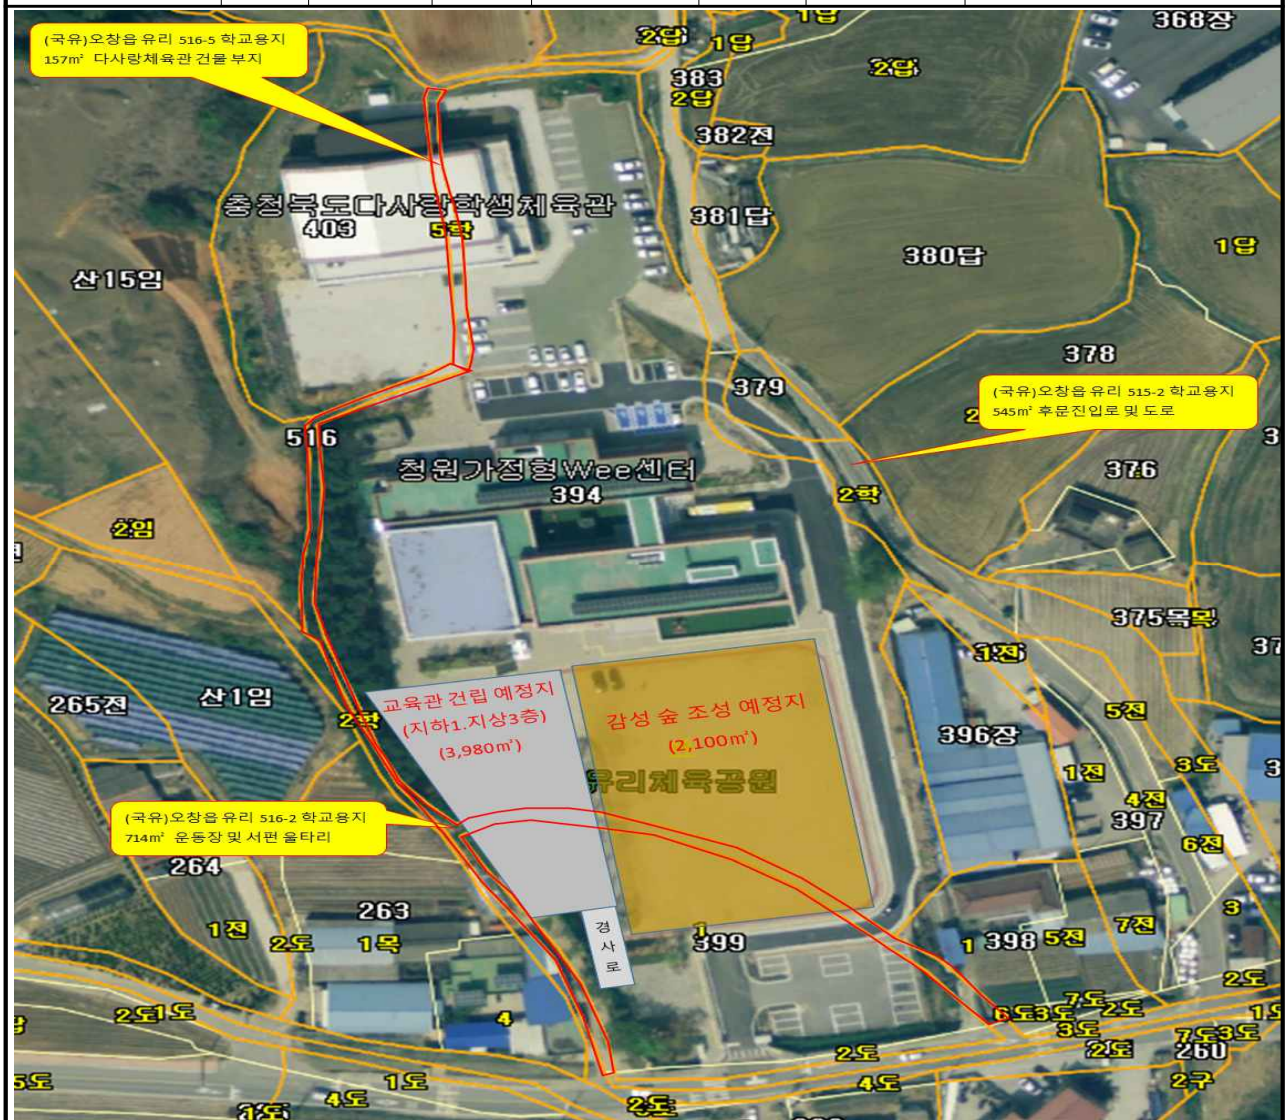 (국유)오창읍 유리 516-5 학교용지
157㎡ 다사랑체육관 건물 부지
1답
368장
2답
1답
383
2답
2답
382전
381답
충청북도다사랑학생체육관
403
5학
380답
1답
산15임
378
379
(국유)오창읍 유리 515-2 학교용지
545㎡ 후문진입로 및 도로
516
청원가정형Wee센터
394
376
2학
2임
375목
1전
265전
산1임
2학
교육관 건립 예정지
(지하1.지상3층)
(3,980㎡)
감성 숲 조성 예정지
(2,100㎡)
유리체육공원
396장
5전
1전
3도
4전
397
6전
(국유)오창읍 유리 516-2 학교용지
714㎡ 운동장 및 서편 울타리
264
263
1전
2도
1목
경
사
로
1
399
1
398
5전
7전
3
2도
1도
4
6도
3도
7도
2도
2도
3도
7도
3도
2도
260
2도
5도
1도
4도
4도
2구
2도